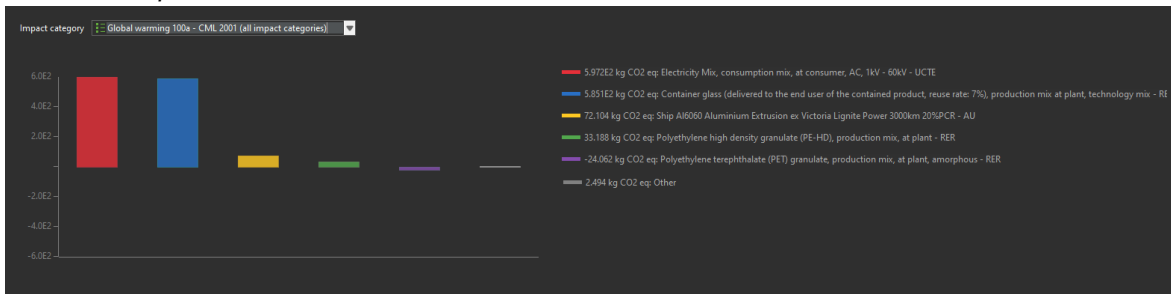 Impact category Global warming 100a - CML 2001 (all impact categories)
6.0E2
4.0E2
2.0E2
-2.0E2
-4.0E2
-6.0E2
5.972E2 kg CO2 eq: Electricity Mix, consumption mix, at consumer, AC, 1kV - 60kV - UCTE
5.851E2 kg CO2 eq: Container glass (delivered to the end user of the contained product, reuse rate: 7%), production mix at plant, technology mix - RE
72.104 kg CO2 eq: Ship Al6060 Aluminium Extrusion ex Victoria Lignite Power 3000km 20%PCR - AU
33.188 kg CO2 eq: Polyethylene high density granulate (PE-HD), production mix, at plant - RER
-24.062 kg CO2 eq: Polyethylene terephthalate (PET) granulate, production mix, at plant, amorphous - RER
2.494 kg CO2 eq: Other